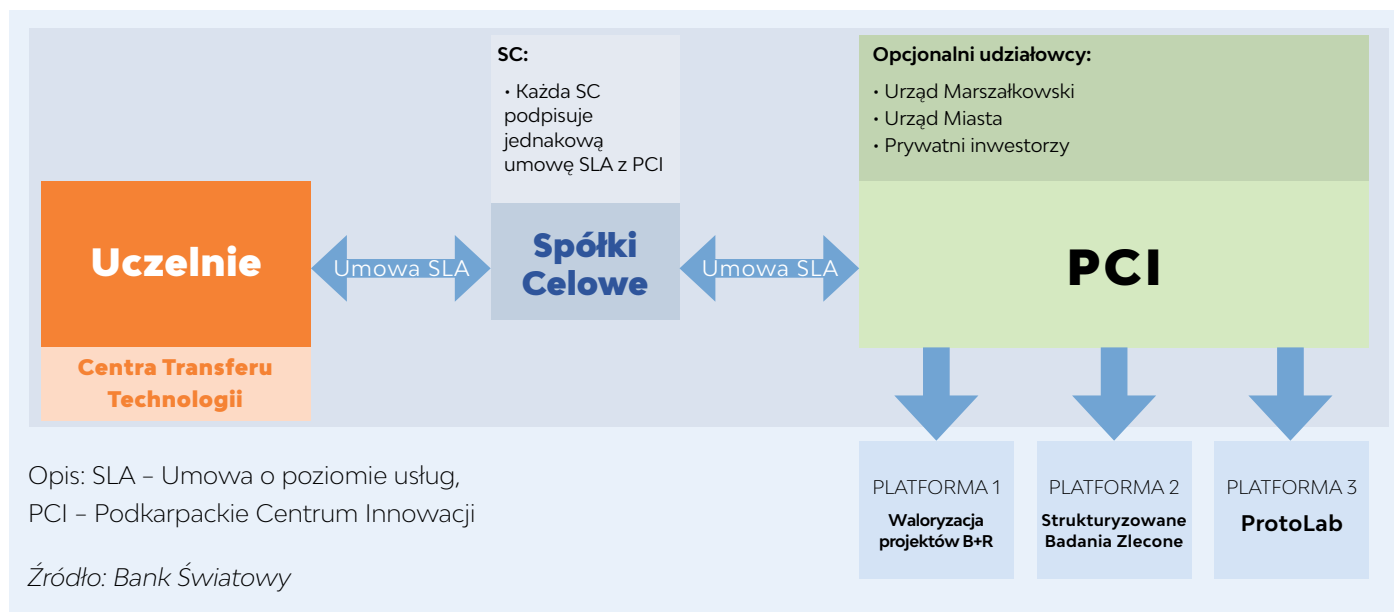 SC:
• Każda SC
podpisuje
jednakową
umowę SLA z PCI
Opcjonalni udziałowcy:
• Urząd Marszałkowski
• Urząd Miasta
• Prywatni inwestorzy
Uczelnie
Umowa SLA
Spółki
Celowe
Umowa SLA
PCI
Centra Transferu
Technologii
PLATFORMA 1
Waloryzacja
projektów B+R
PLATFORMA 2
Strukturyzowane
Badania Zlecone
PLATFORMA 3
ProtoLab
Opis: SLA – Umowa o poziomie usług,
PCI – Podkarpackie Centrum Innowacji
Źródło: Bank Światowy